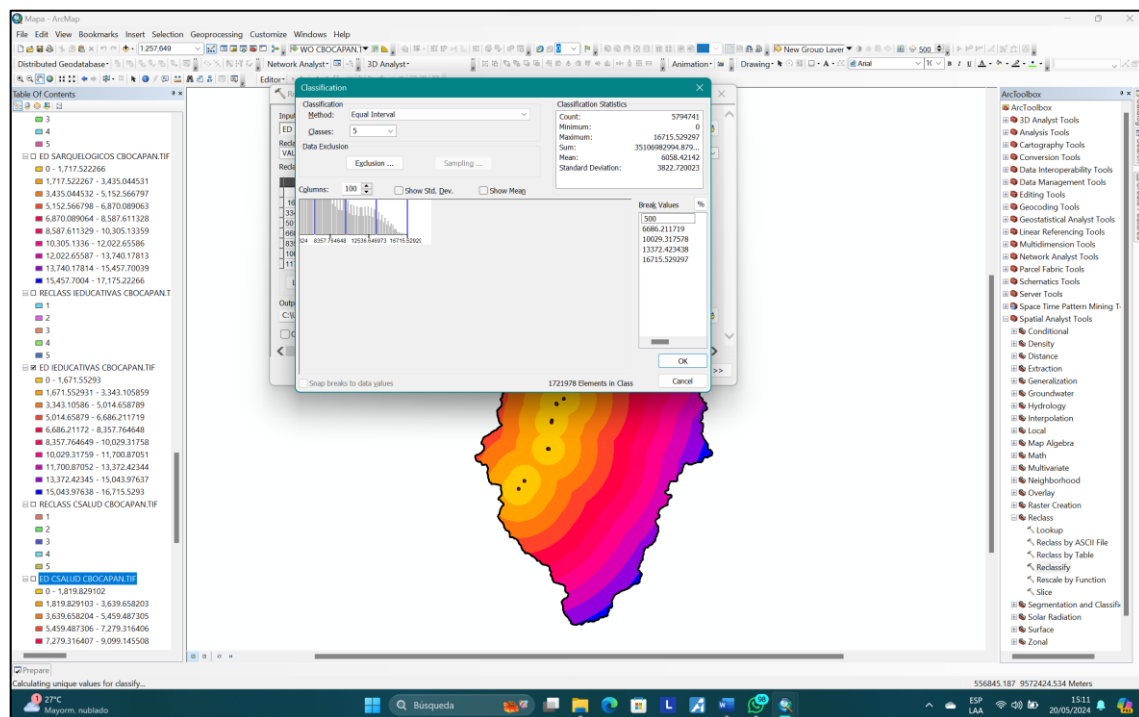 Mapa - ArcMap
File Edit View Bookmarks Insert Selection Geoprocessing Customize Windows Help
1:257,649
WO CBOCAPAN.T
New Group Layer
500
Distributed Geodatabase
Network Analyst
3D Analyst
Animation
Drawing
Arial
Editor
Table Of Contents
3
4
5
ED SARQUELOGICOS CBOCAPAN.TIF
0 - 1,717.522266
1,717.522267 - 3,435.044531
3,435.044532 - 5,152.566797
5,152.566798 - 6,870.089063
6,870.089064 - 8,587.611328
8,587.611329 - 10,305.13359
10,305.1336 - 12,022.65586
12,022.65587 - 13,740.17813
13,740.17814 - 15,457.70039
15,457.7004 - 17,175.22266
RECLASS IEDUCATIVAS CBOCAPAN.T
1
2
3
4
5
ED IEDUCATIVAS CBOCAPAN.TIF
0 - 1,671.55293
1,671.552931 - 3,343.105859
3,343.10586 - 5,014.658789
5,014.65879 - 6,686.211719
6,686.21172 - 8,357.764648
8,357.764649 - 10,029.31758
10,029.31759 - 11,700.87051
11,700.87052 - 13,372.42344
13,372.42345 - 15,043.97637
15,043.97638 - 16,715.5293
RECLASS CSALUD CBOCAPAN.TIF
1
2
3
4
5
ED CSALUD CBOCAPAN.TIF
0 - 1,819.829102
1,819.829103 - 3,639.658203
3,639.658204 - 5,459.487305
5,459.487306 - 7,279.316406
7,279.316407 - 9,099.145508
Classification
Classification
Method: Equal Interval
Classes: 5
Data Exclusion
Exclusion ...
Sampling ...
Classification Statistics
Count: 5794741
Minimum: 0
Maximum: 16715.529297
Sum: 35106982994.879...
Mean: 6058.42142
Standard Deviation: 3822.720023
Columns: 100
Show Std. Dev.
Show Mean
8357.764648 12536.646973 16715.52929
Break Values %
500
6686.211719
10029.317578
13372.423438
16715.529297
OK
Cancel
Snap breaks to data values
1721978 Elements in Class
>>
ArcToolbox
ArcToolbox
3D Analyst Tools
Analysis Tools
Cartography Tools
Conversion Tools
Data Interoperability Tools
Data Management Tools
Editing Tools
Geocoding Tools
Geostatistical Analyst Tools
Linear Referencing Tools
Multidimension Tools
Network Analyst Tools
Parcel Fabric Tools
Schematics Tools
Server Tools
Space Time Pattern Mining T
Spatial Analyst Tools
Conditional
Density
Distance
Extraction
Generalization
Groundwater
Hydrology
Interpolation
Local
Map Algebra
Math
Multivariate
Neighborhood
Overlay
Raster Creation
Reclass
Lookup
Reclass by ASCII File
Reclass by Table
Reclassify
Rescale by Function
Slice
Segmentation and Classifi
Solar Radiation
Surface
Zonal
Prepare
Calculating unique values for classify...
556845.187 9572424.534 Meters
27°C
Mayorm. nublado
Búsqueda
98
ESP
LAA
15:11
20/05/2024